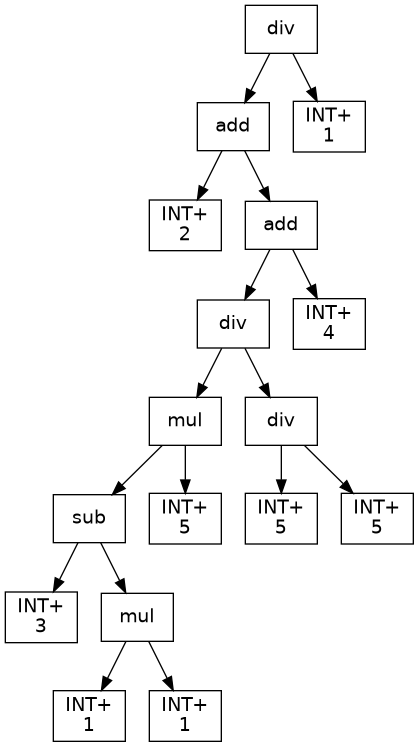 div
add
INT+
1
INT+
2
add
div
INT+
4
mul
div
sub
INT+
5
INT+
5
INT+
5
INT+
3
mul
INT+
1
INT+
1